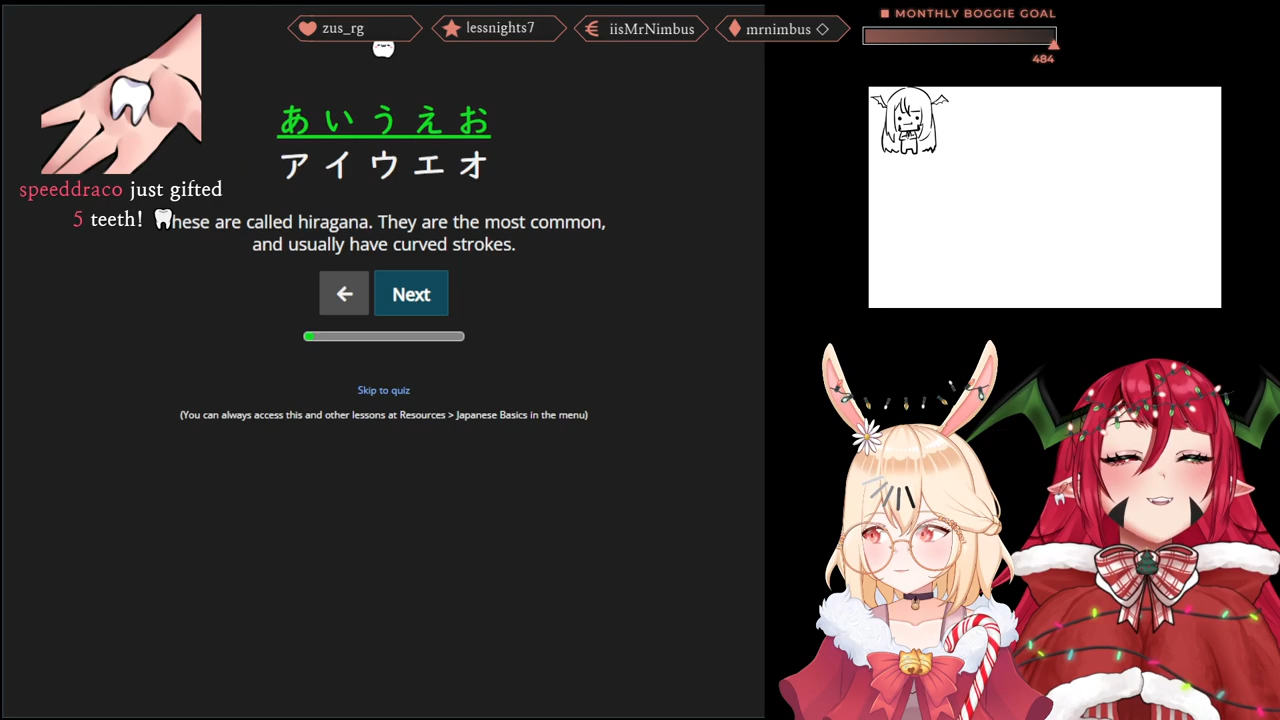 zus_rg
lessnights7
iisMrNimbus
mrnimbus ◇
MONTHLY BOGGIE GOAL
484
あいうえお
アイウエオ
speeddraco just gifted
5 teeth!
hese are called hiragana. They are the most common,
and usually have curved strokes.
Next
Skip to quiz
(You can always access this and other lessons at Resources > Japanese Basics in the menu)